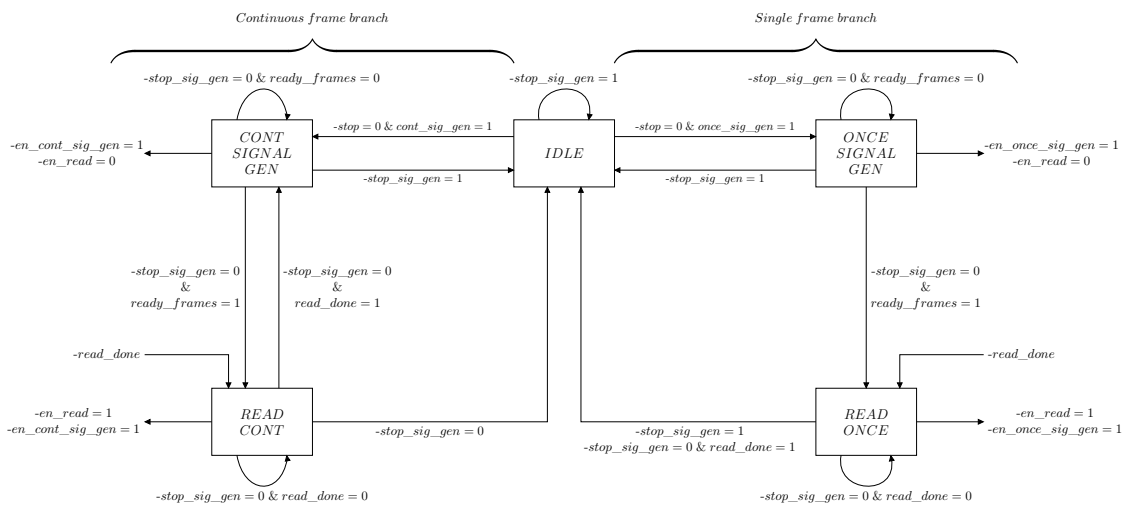 Continuous frame branch
Single frame branch
-stop_sig_gen = 0 & ready_frames = 0
-stop_sig_gen = 1
-stop_sig_gen = 0 & ready_frames = 0
-en_cont_sig_gen = 1
-en_read = 0
CONT
SIGNAL
GEN
-stop = 0 & cont_sig_gen = 1
-stop_sig_gen = 1
IDLE
-stop = 0 & once_sig_gen = 1
-stop_sig_gen = 1
ONCE
SIGNAL
GEN
-en_once_sig_gen = 1
-en_read = 0
-stop_sig_gen = 0
&
ready_frames = 1
-stop_sig_gen = 0
&
read_done = 1
-stop_sig_gen = 0
&
ready_frames = 1
-read_done
-read_done
-en_read = 1
-en_cont_sig_gen = 1
READ
CONT
-stop_sig_gen = 0
-stop_sig_gen = 1
-stop_sig_gen = 0 & read_done = 1
READ
ONCE
-en_read = 1
-en_once_sig_gen = 1
-stop_sig_gen = 0 & read_done = 0
-stop_sig_gen = 0 & read_done = 0